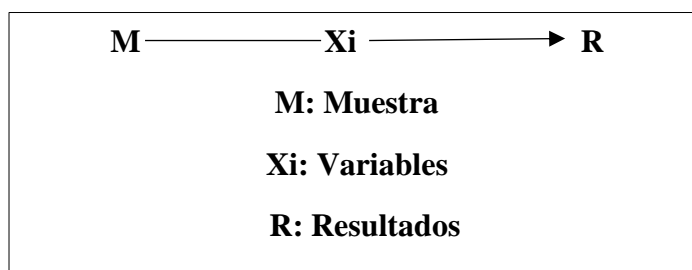 M Xi R
M: Muestra
Xi: Variables
R: Resultados